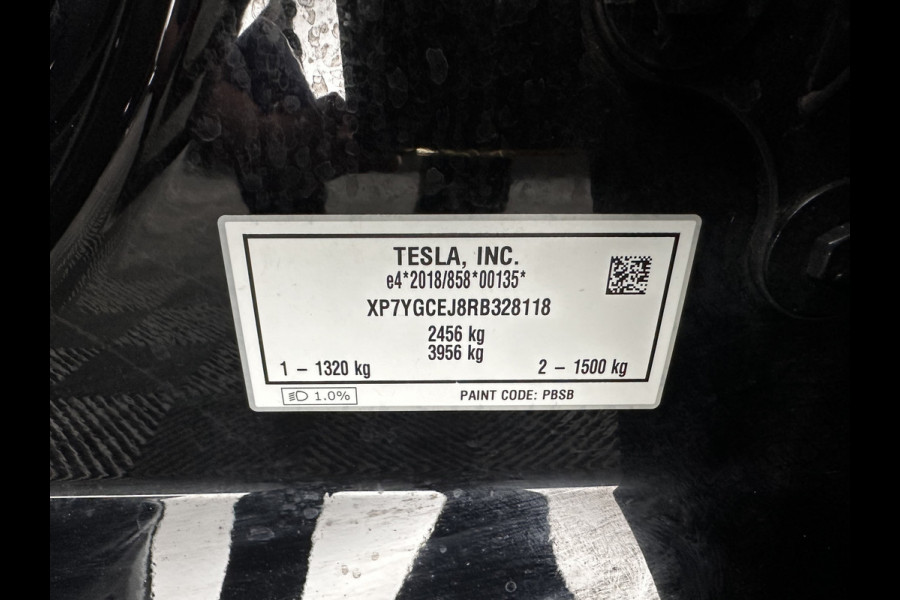 TESLA, INC.
e4*2018/858*00135*
XP7YGCEJ8RB328118
2456 kg
3956 kg
1 – 1320 kg 2 – 1500 kg
1.0% PAINT CODE: PBSB